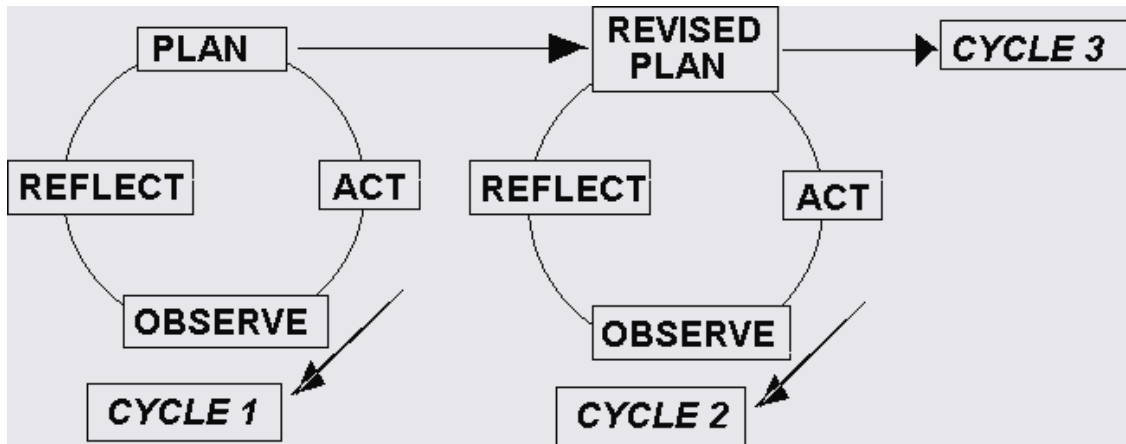 PLAN
REVISED
PLAN
CYCLE 3
REFLECT
ACT
REFLECT
ACT
OBSERVE
OBSERVE
CYCLE 1
CYCLE 2